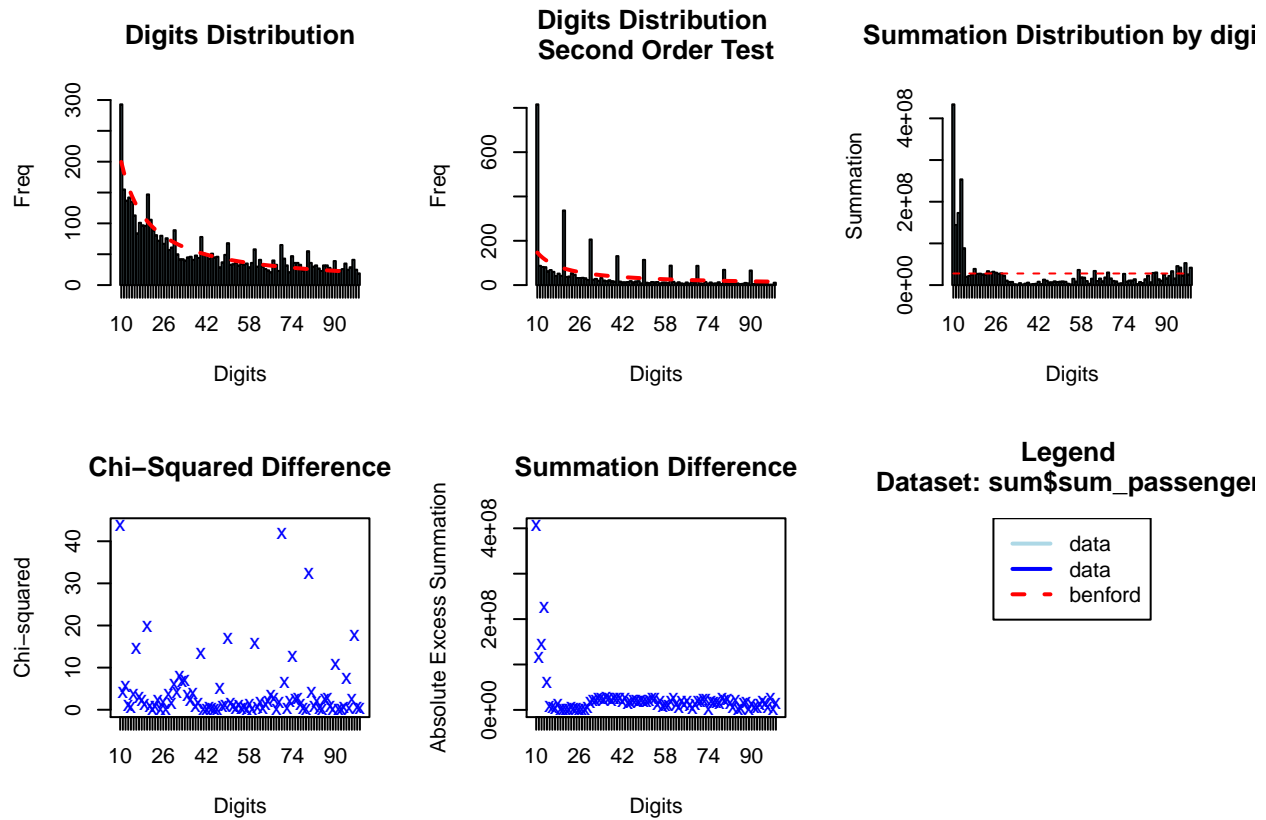 Digits Distribution
Freq
0 100 200 300
10 26 42 58 74 90
Digits
Digits Distribution
Second Order Test
Freq
0 200 600
10 26 42 58 74 90
Digits
Summation Distribution by digi
Summation
0e+00 2e+08 4e+08
10 26 42 58 74 90
Digits
Chi−Squared Difference
Chi−squared
0 10 20 30 40
10 26 42 58 74 90
Digits
Summation Difference
Absolute Excess Summation
0e+00 2e+08 4e+08
10 26 42 58 74 90
Digits
Legend
Dataset: sum$sum_passenger
data
data
benford